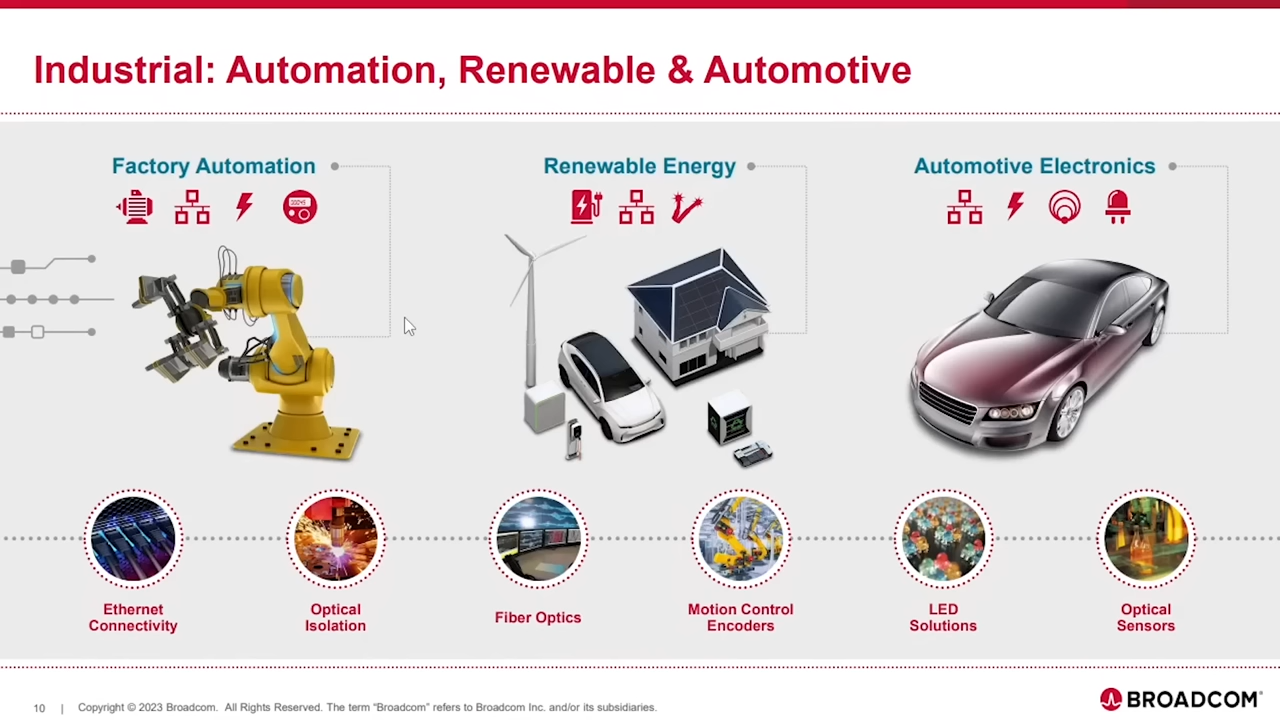 Industrial: Automation, Renewable & Automotive
Factory Automation
Renewable Energy
Automotive Electronics
Ethernet
Connectivity
Optical
Isolation
Fiber Optics
Motion Control
Encoders
LED
Solutions
Optical
Sensors
10 | Copyright © 2023 Broadcom. All Rights Reserved. The term “Broadcom” refers to Broadcom Inc. and/or its subsidiaries.
BROADCOM®